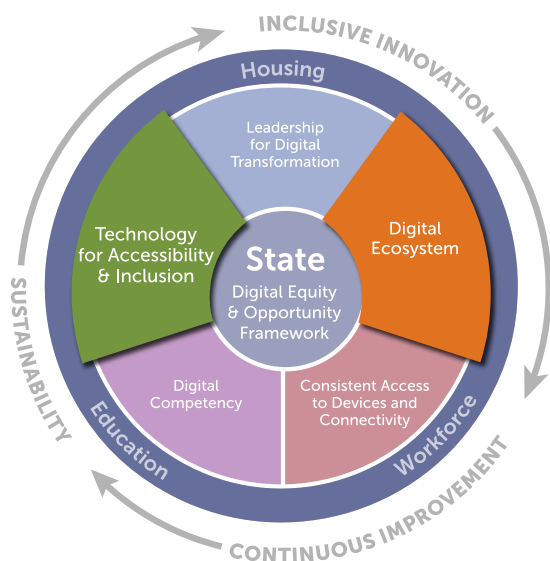 INCLUSIVE INNOVATION
Housing
Leadership
for Digital
Transformation
Technology
for Accessibility
& Inclusion
Digital
Ecosystem
State
Digital Equity
& Opportunity
Framework
Digital
Competency
Consistent Access
to Devices and
Connectivity
SUSTAINABILITY
Education
Workforce
CONTINUOUS IMPROVEMENT